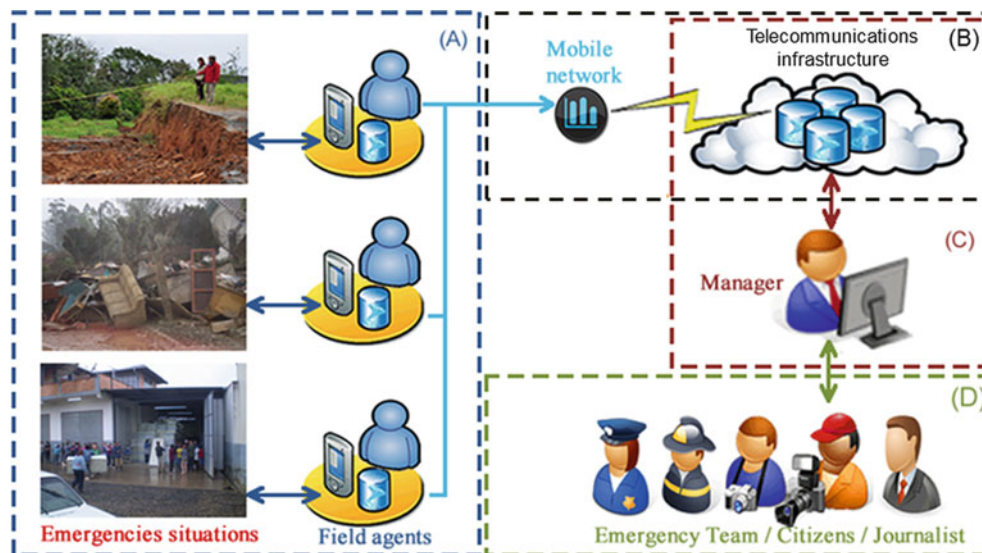 (A)
Emergencies situations
Field agents
Mobile
network
Telecommunications
infrastructure
(B)
Manager
(C)
(D)
Emergency Team / Citizens / Journalist